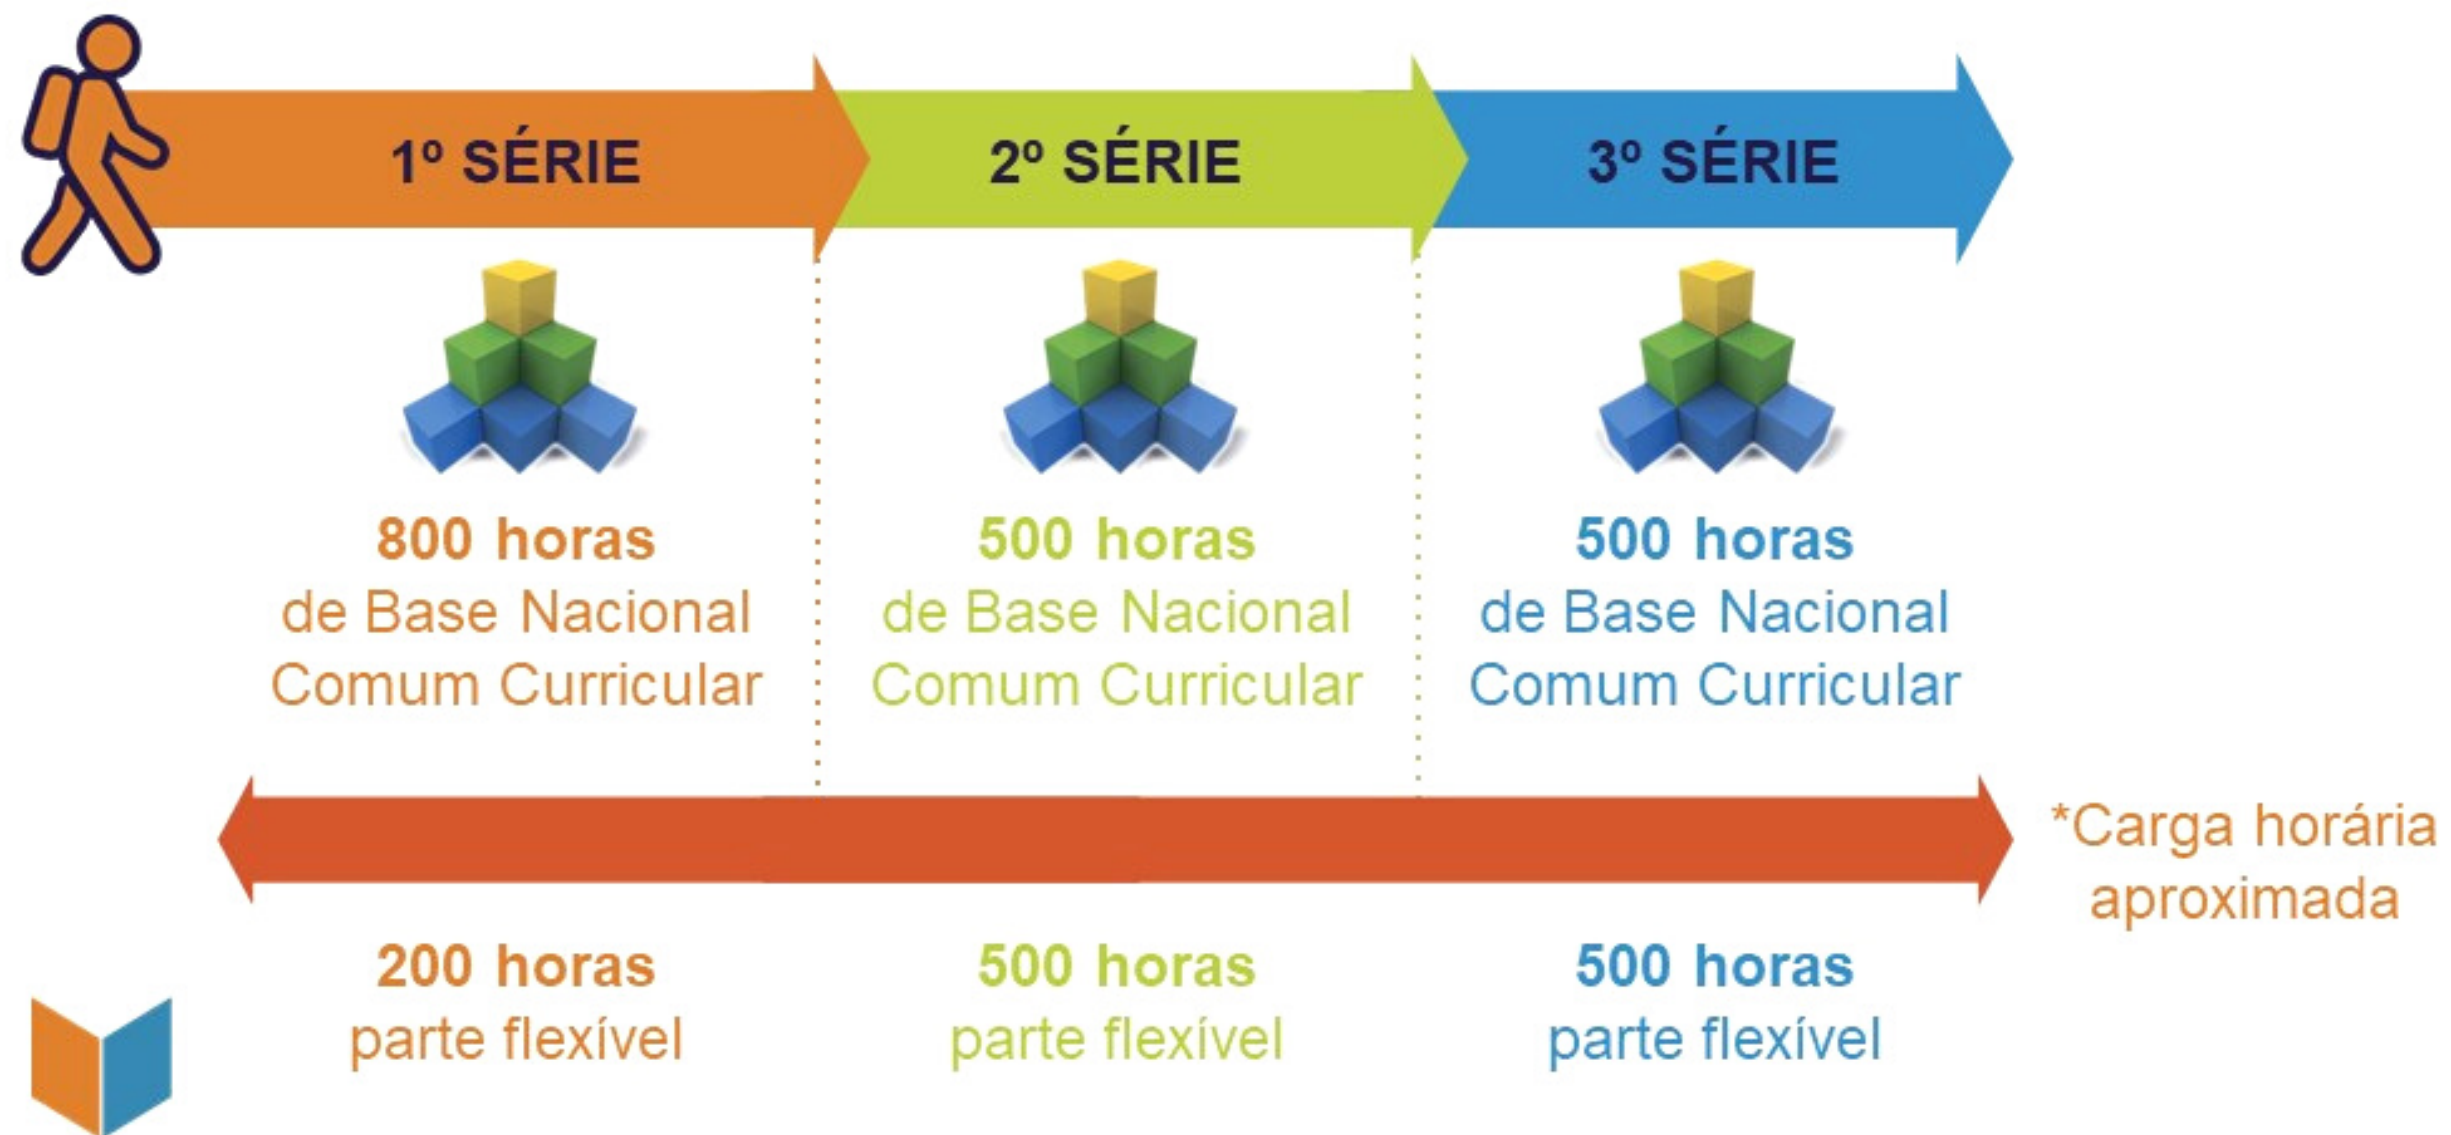 1º SÉRIE
2º SÉRIE
3º SÉRIE
800 horas
de Base Nacional
Comum Curricular
500 horas
de Base Nacional
Comum Curricular
500 horas
de Base Nacional
Comum Curricular
*Carga horária
aproximada
200 horas
parte flexível
500 horas
parte flexível
500 horas
parte flexível